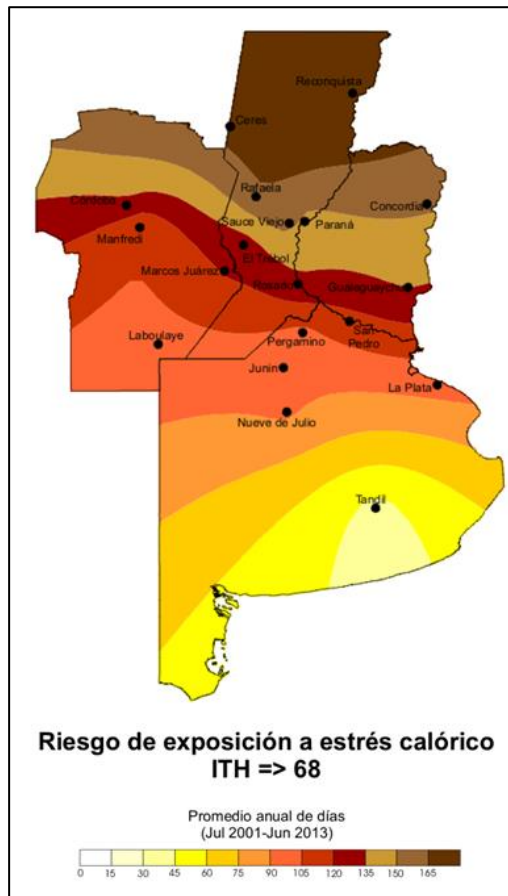 Reconquista
Ceres
Rafaela
Córdoba
Concordia
Sauce Viejo
Paraná
Manfredi
El Trébol
Marcos Juárez
Rosario
Gualeguaychú
San
Pedro
Laboulaye
Pergamino
Junin
La Plata
Nueve de Julio
Tandil
Riesgo de exposición a estrés calórico
ITH => 68
Promedio anual de días
(Jul 2001-Jun 2013)
0 15 30 45 60 75 90 105 120 135 150 165